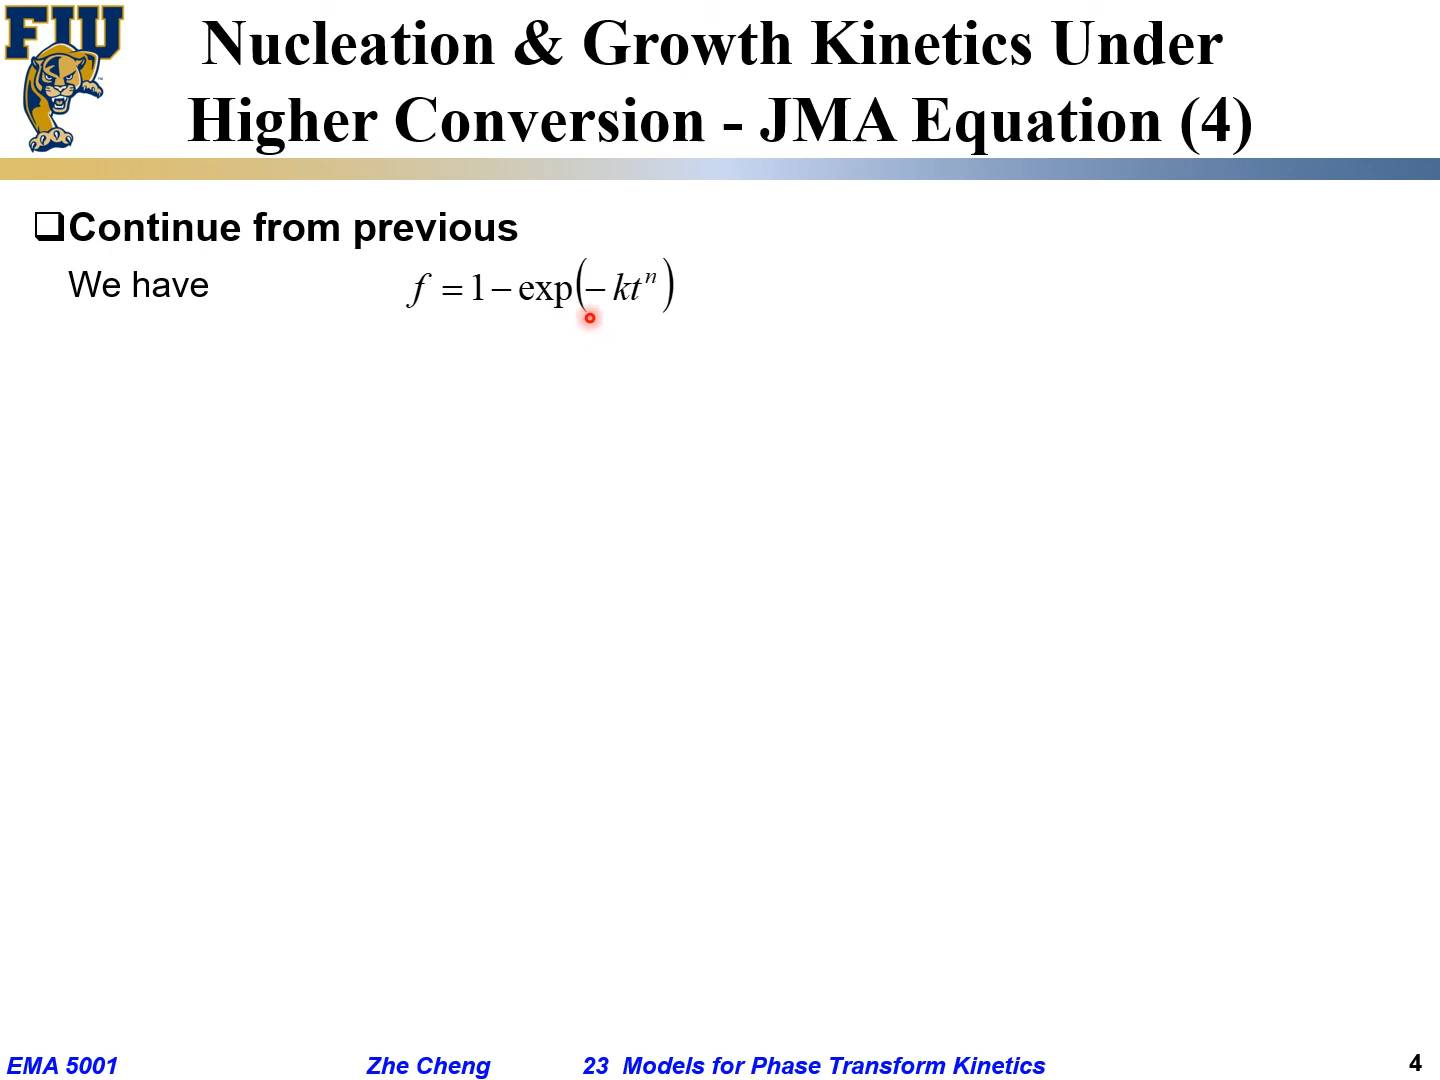 FIU
Nucleation & Growth Kinetics Under
Higher Conversion - JMA Equation (4)
❑Continue from previous
We have f = 1 − exp(− kt^n)
EMA 5001 Zhe Cheng 23 Models for Phase Transform Kinetics 4